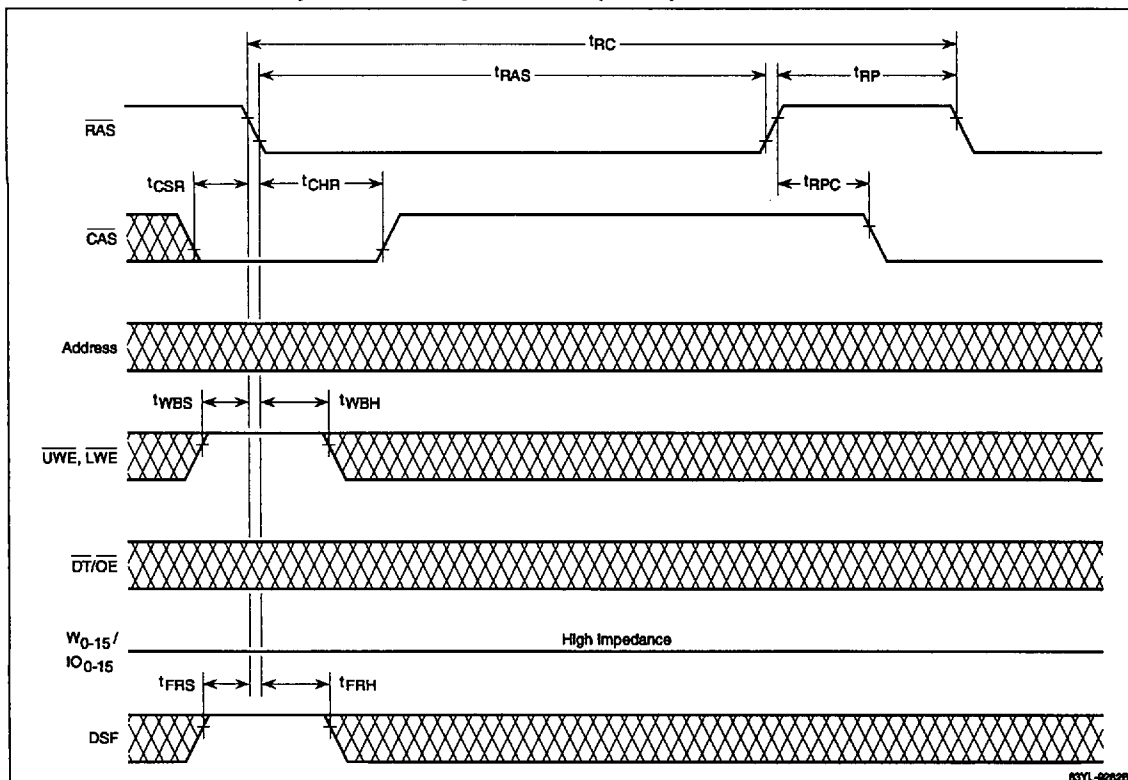 tRC
tRAS
tRP
RAS
tCSR
tCHR
tRPC
CAS
Address
tWBS
tWBH
UWE, LWE
DT/OE
W0-15 /
IO0-15
High Impedance
tFRS
tFRH
DSF